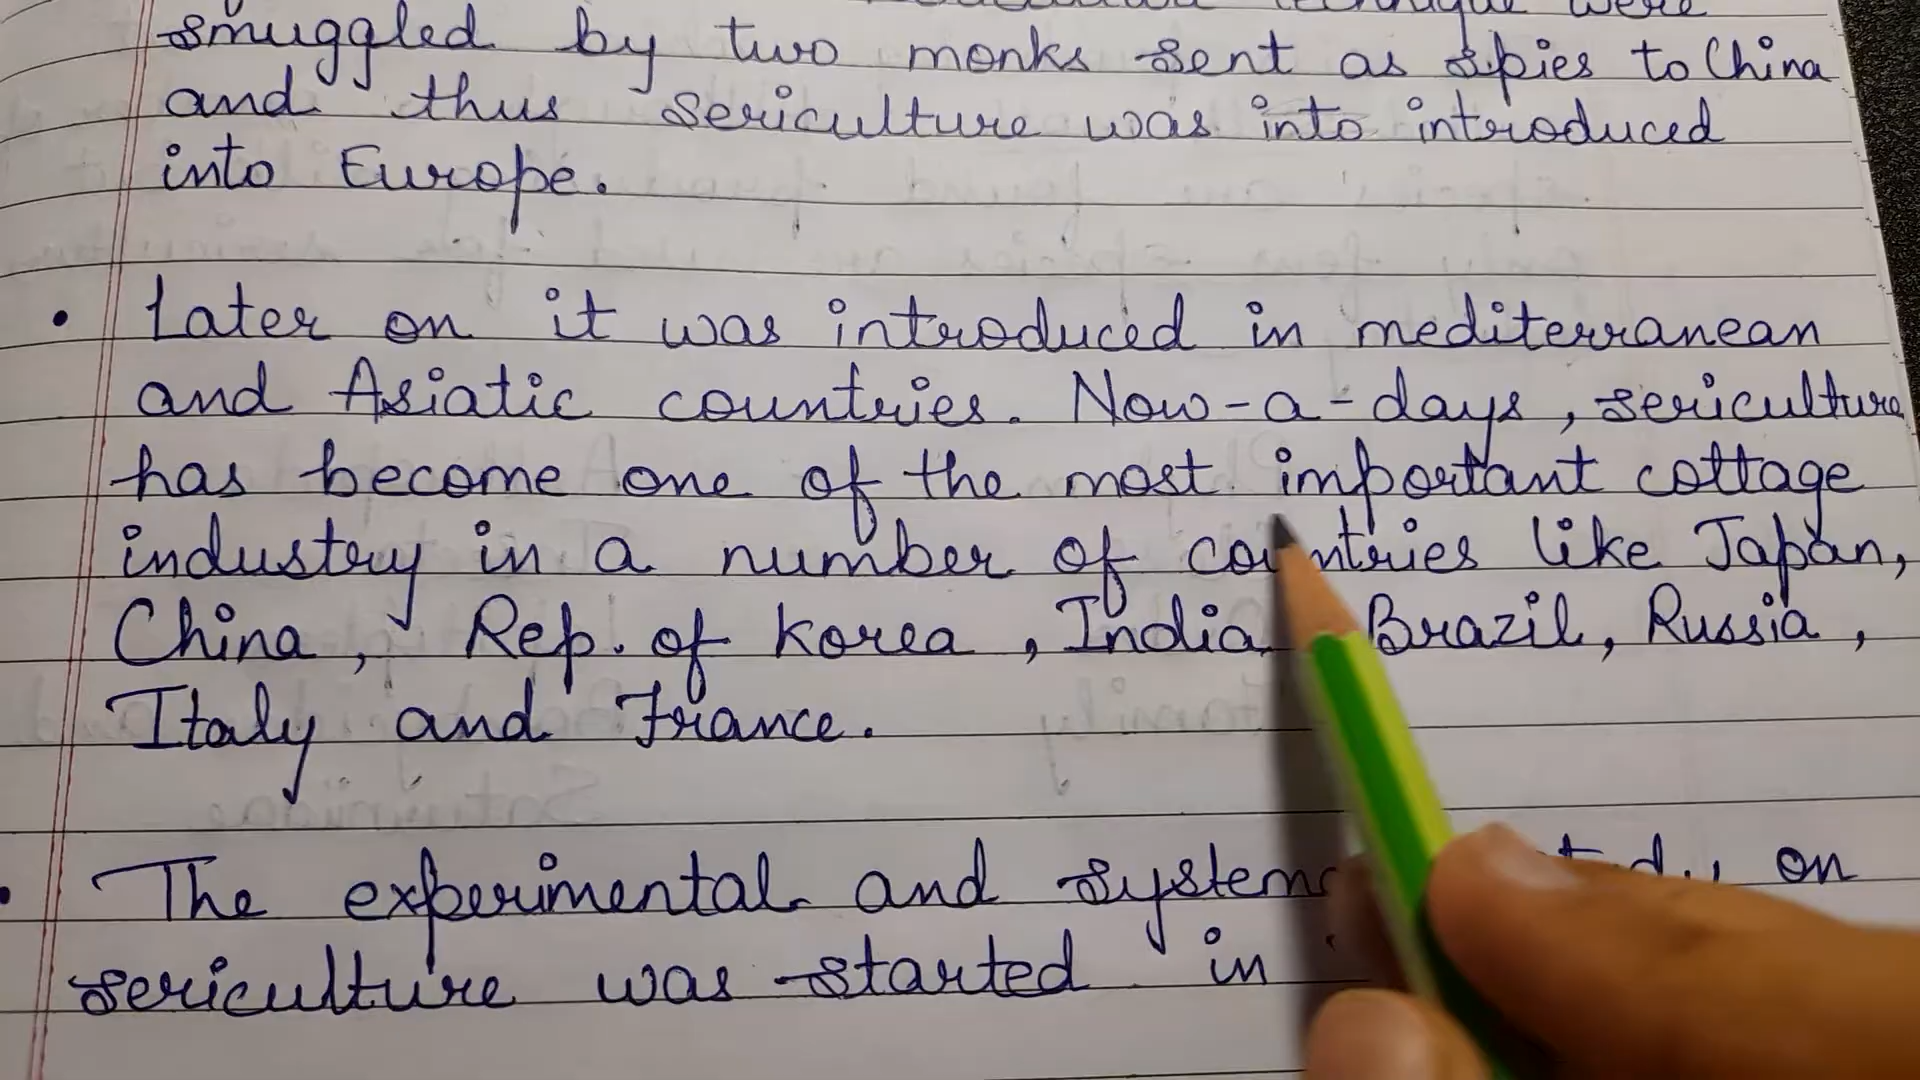 technique were
smuggled by two monks sent as spies to China
and thus sericulture was into introduced
into Europe.
• Later on it was introduced in mediterranean
and Asiatic countries. Now-a-days, sericulture
has become one of the most important cottage
industry in a number of countries like Japan,
China, Rep. of Korea, India Brazil, Russia,
Italy and France.
• The experimental and on
sericulture was started in